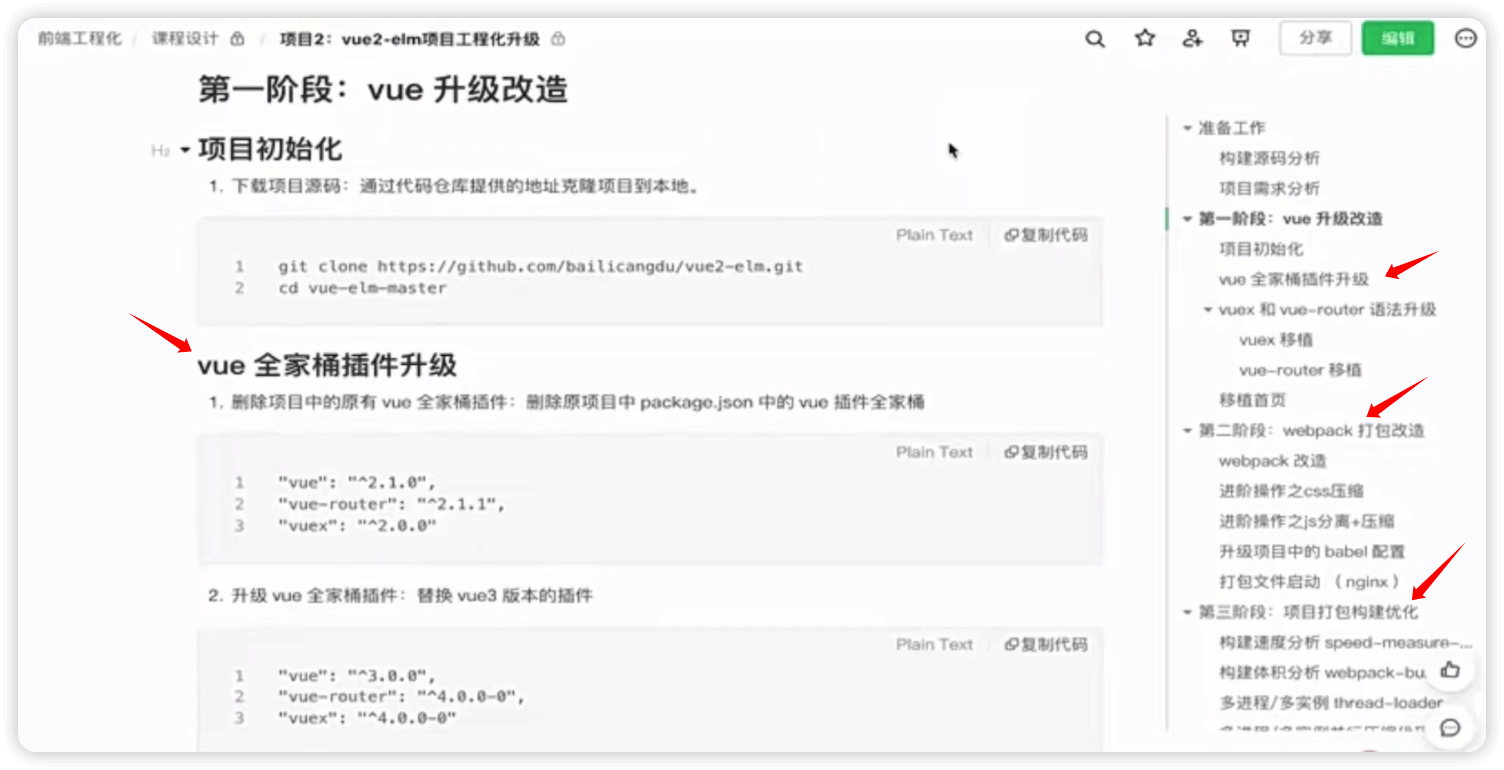 前端工程化 / 课程设计 / 项目2：vue2-elm项目工程化升级
分享
编辑
第一阶段：vue 升级改造
H2 项目初始化
1. 下载项目源码：通过代码仓库提供的地址克隆项目到本地。
Plain Text 复制代码
1 git clone https://github.com/bailicangdu/vue2-elm.git
2 cd vue-elm-master
vue 全家桶插件升级
1. 删除项目中的原有 vue 全家桶插件：删除原项目中 package.json 中的 vue 插件全家桶
Plain Text 复制代码
1 "vue": "^2.1.0",
2 "vue-router": "^2.1.1",
3 "vuex": "^2.0.0"
2. 升级 vue 全家桶插件：替换 vue3 版本的插件
Plain Text 复制代码
1 "vue": "^3.0.0",
2 "vue-router": "^4.0.0-0",
3 "vuex": "^4.0.0-0"
准备工作
构建源码分析
项目需求分析
第一阶段：vue 升级改造
项目初始化
vue 全家桶插件升级
vuex 和 vue-router 语法升级
vuex 移植
vue-router 移植
移植首页
第二阶段：webpack 打包改造
webpack 改造
进阶操作之css压缩
进阶操作之js分离+压缩
升级项目中的 babel 配置
打包文件启动 （ nginx ）
第三阶段：项目打包构建优化
构建速度分析 speed-measure-...
构建体积分析 webpack-bu
多进程/多实例 thread-loader